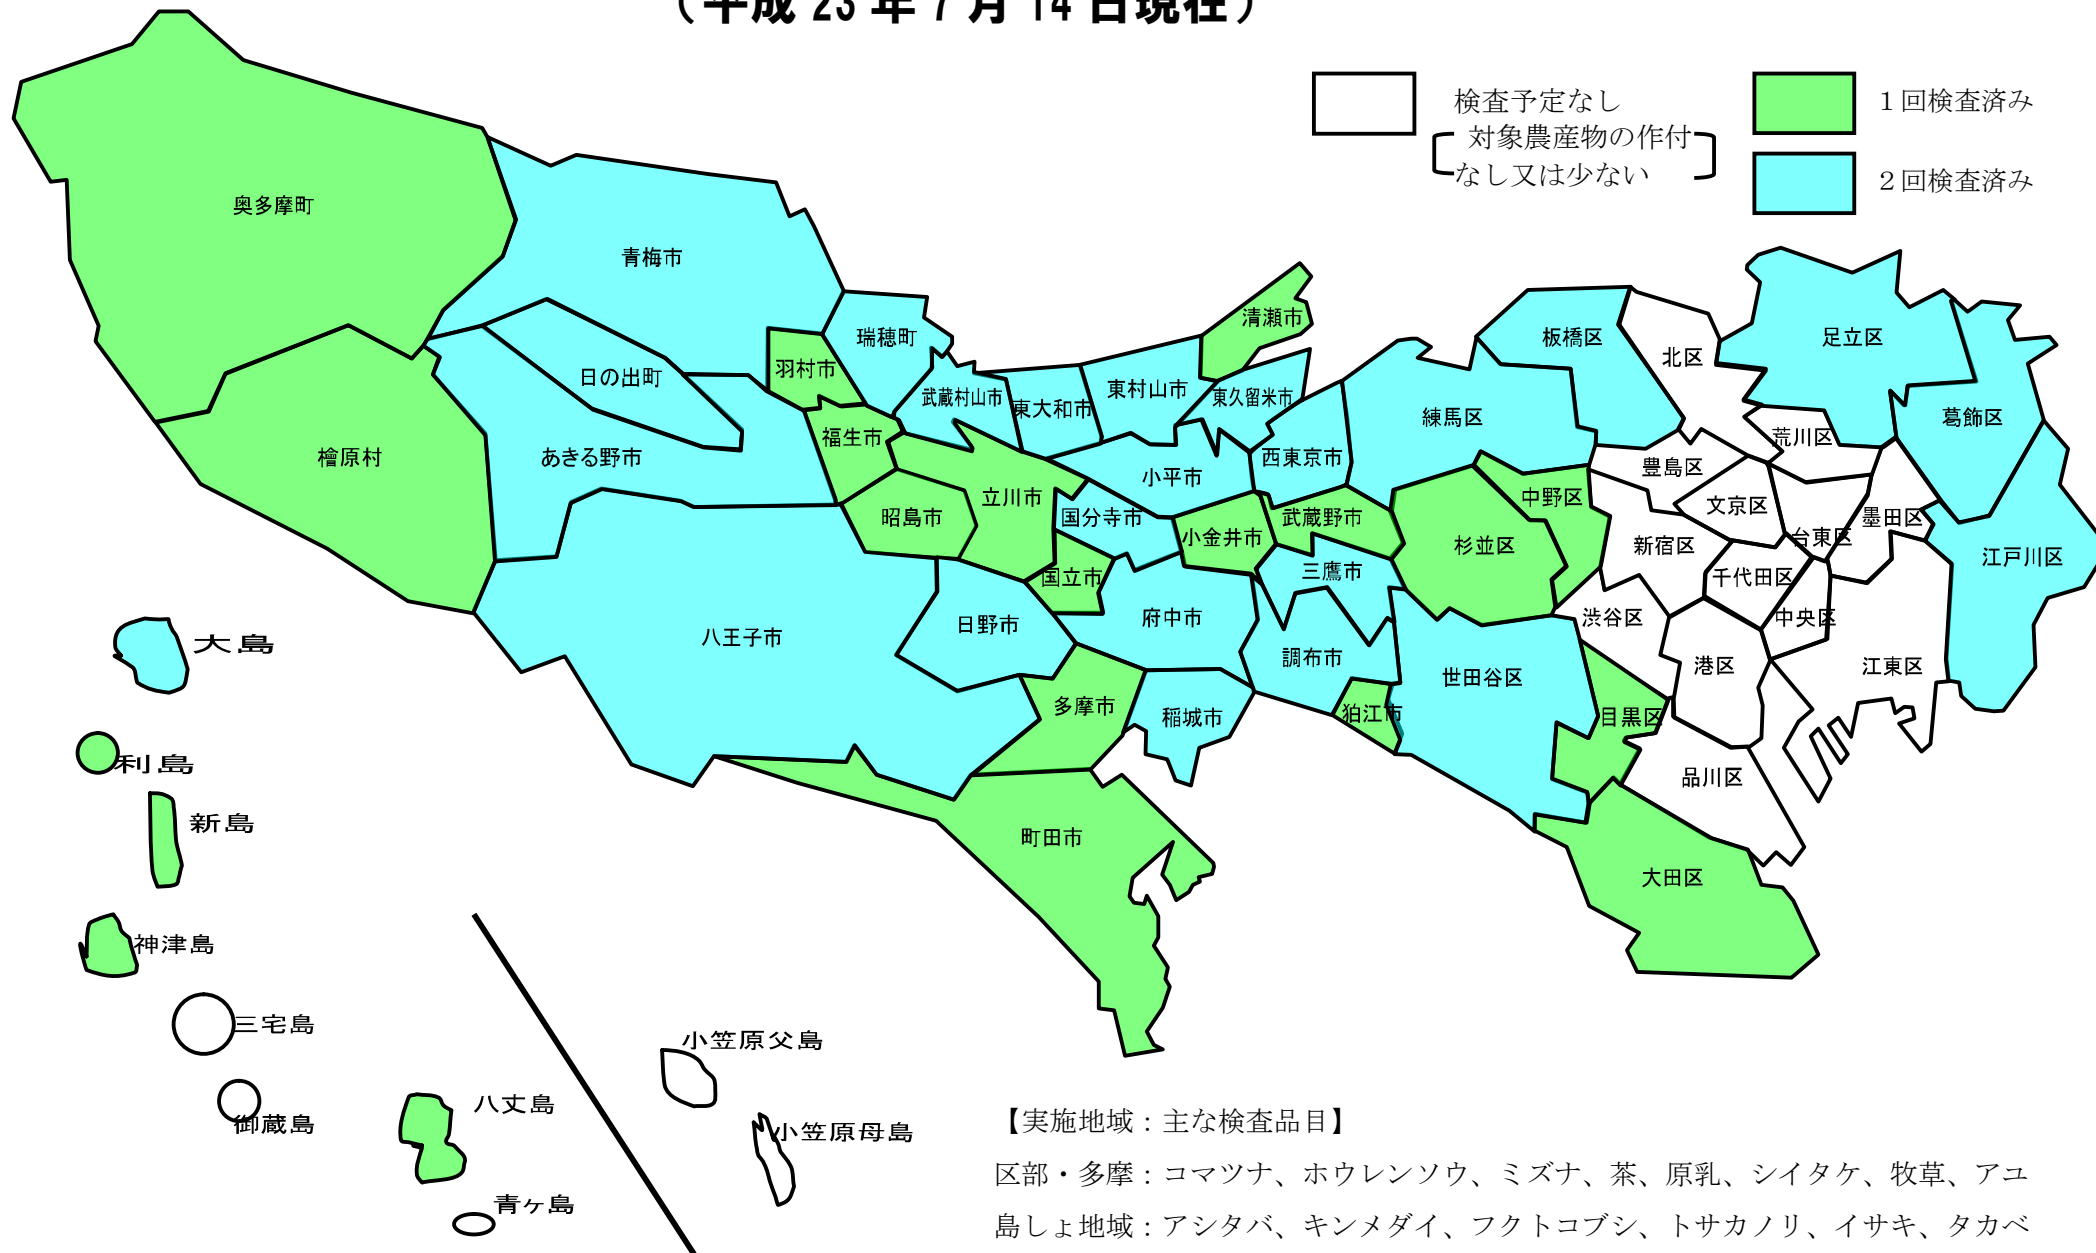 (平成 23 年 7 月 14 日現在)
検査予定なし
対象農産物の作付
なし又は少ない
１回検査済み
２回検査済み
奥多摩町
青梅市
瑞穂町
清瀬市
板橋区
北区
足立区
日の出町
羽村市
武蔵村山市
東大和市
東村山市
東久留米市
練馬区
荒川区
葛飾区
檜原村
あきる野市
福生市
立川市
小平市
西東京市
豊島区
文京区
昭島市
国分寺市
小金井市
武蔵野市
中野区
杉並区
新宿区
台東区
墨田区
江戸川区
国立市
三鷹市
千代田区
八王子市
日野市
府中市
調布市
世田谷区
渋谷区
中央区
港区
江東区
多摩市
稲城市
狛江市
目黒区
品川区
町田市
大田区
大島
利島
新島
神津島
三宅島
御蔵島
八丈島
青ヶ島
小笠原父島
小笠原母島
【実施地域：主な検査品目】
区部・多摩：コマツナ、ホウレンソウ、ミズナ、茶、原乳、シイタケ、牧草、アユ
島しょ地域：アシタバ、キンメダイ、フクトコブシ、トサカノリ、イサキ、タカベ